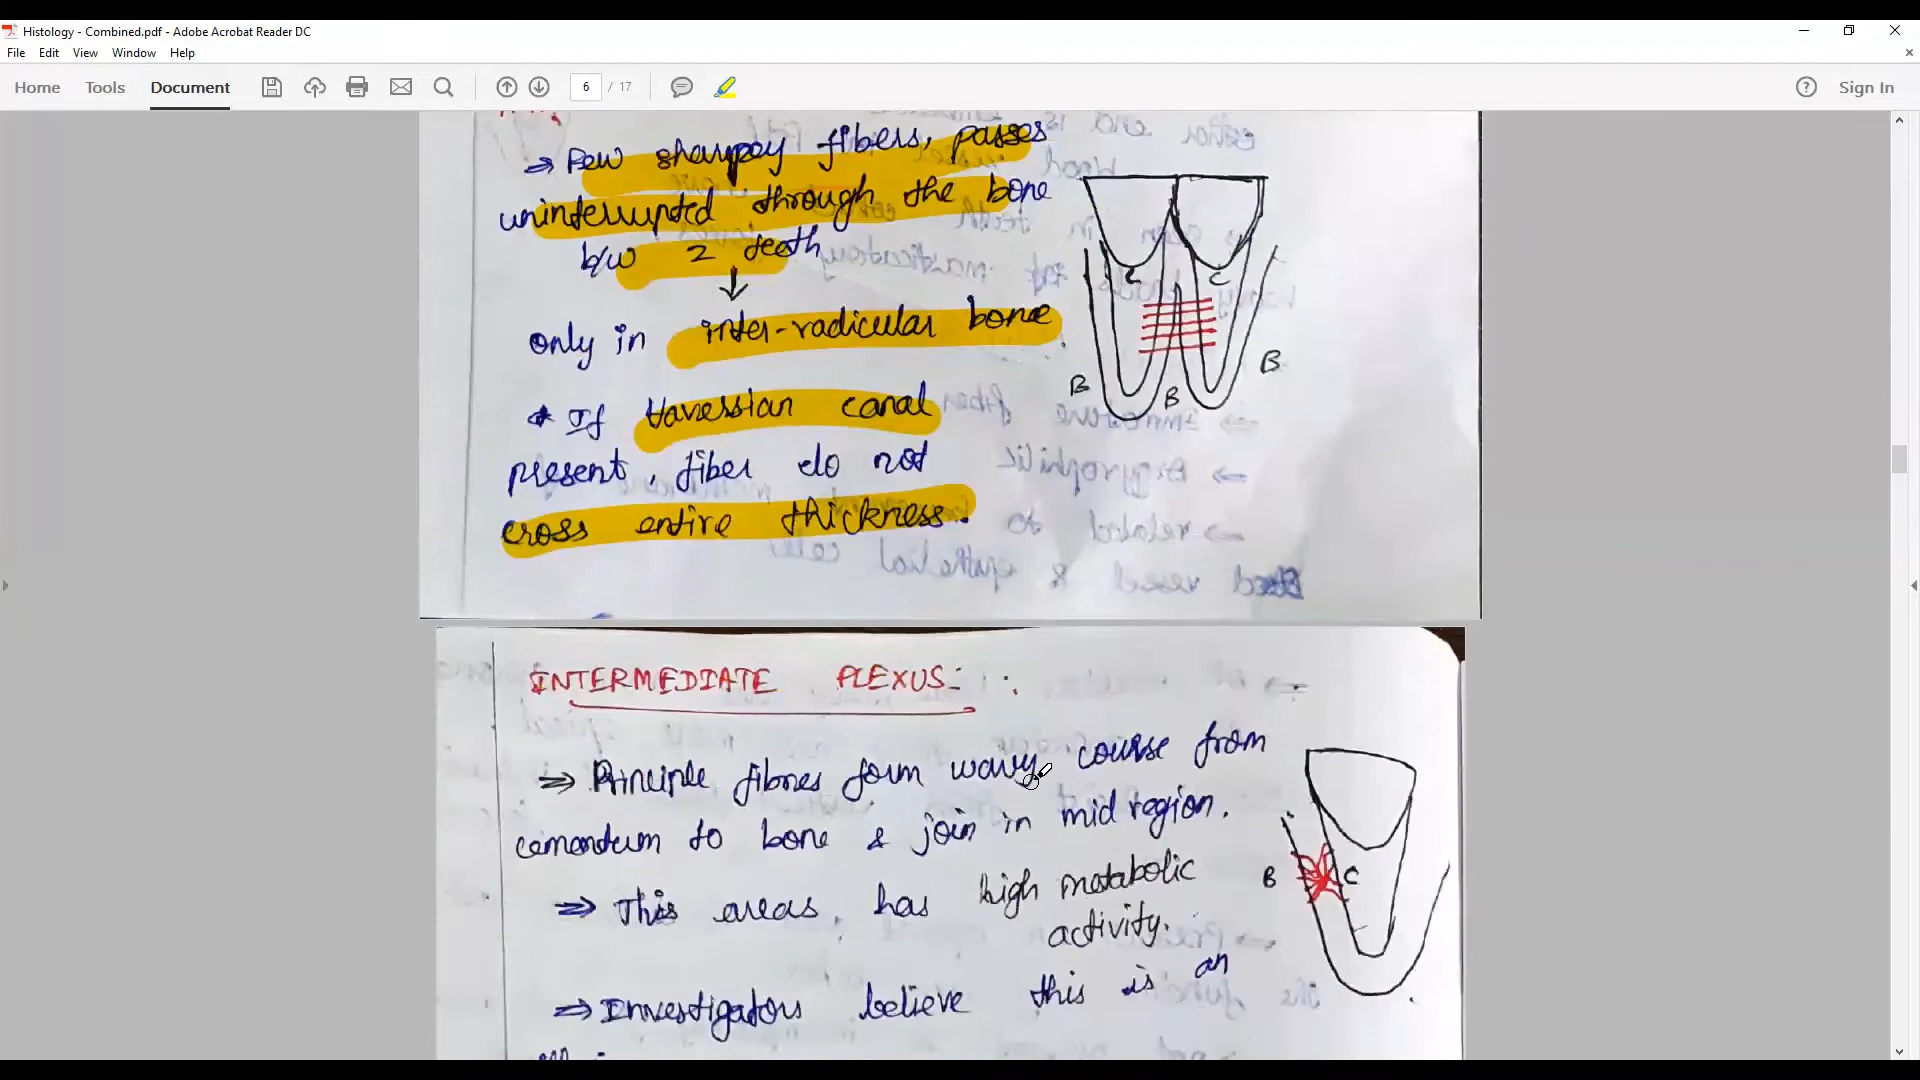 Histology - Combined.pdf - Adobe Acrobat Reader DC
File Edit View Window Help
Home Tools Document 6 / 17 Sign In
→ Few sharpey fibers, passes
uninterrupted through the bone
b/w 2 teeth
↓
only in inter-radicular bone.
* If Haversian canal
present, fiber do not
cross entire thickness.
C C
B B B
INTERMEDIATE PLEXUS:-
⇒ Principle fibres form wavy course from
cementum to bone & join in mid region.
B C
⇒ This areas, has high metabolic
activity.
⇒ Investigators believe this is an